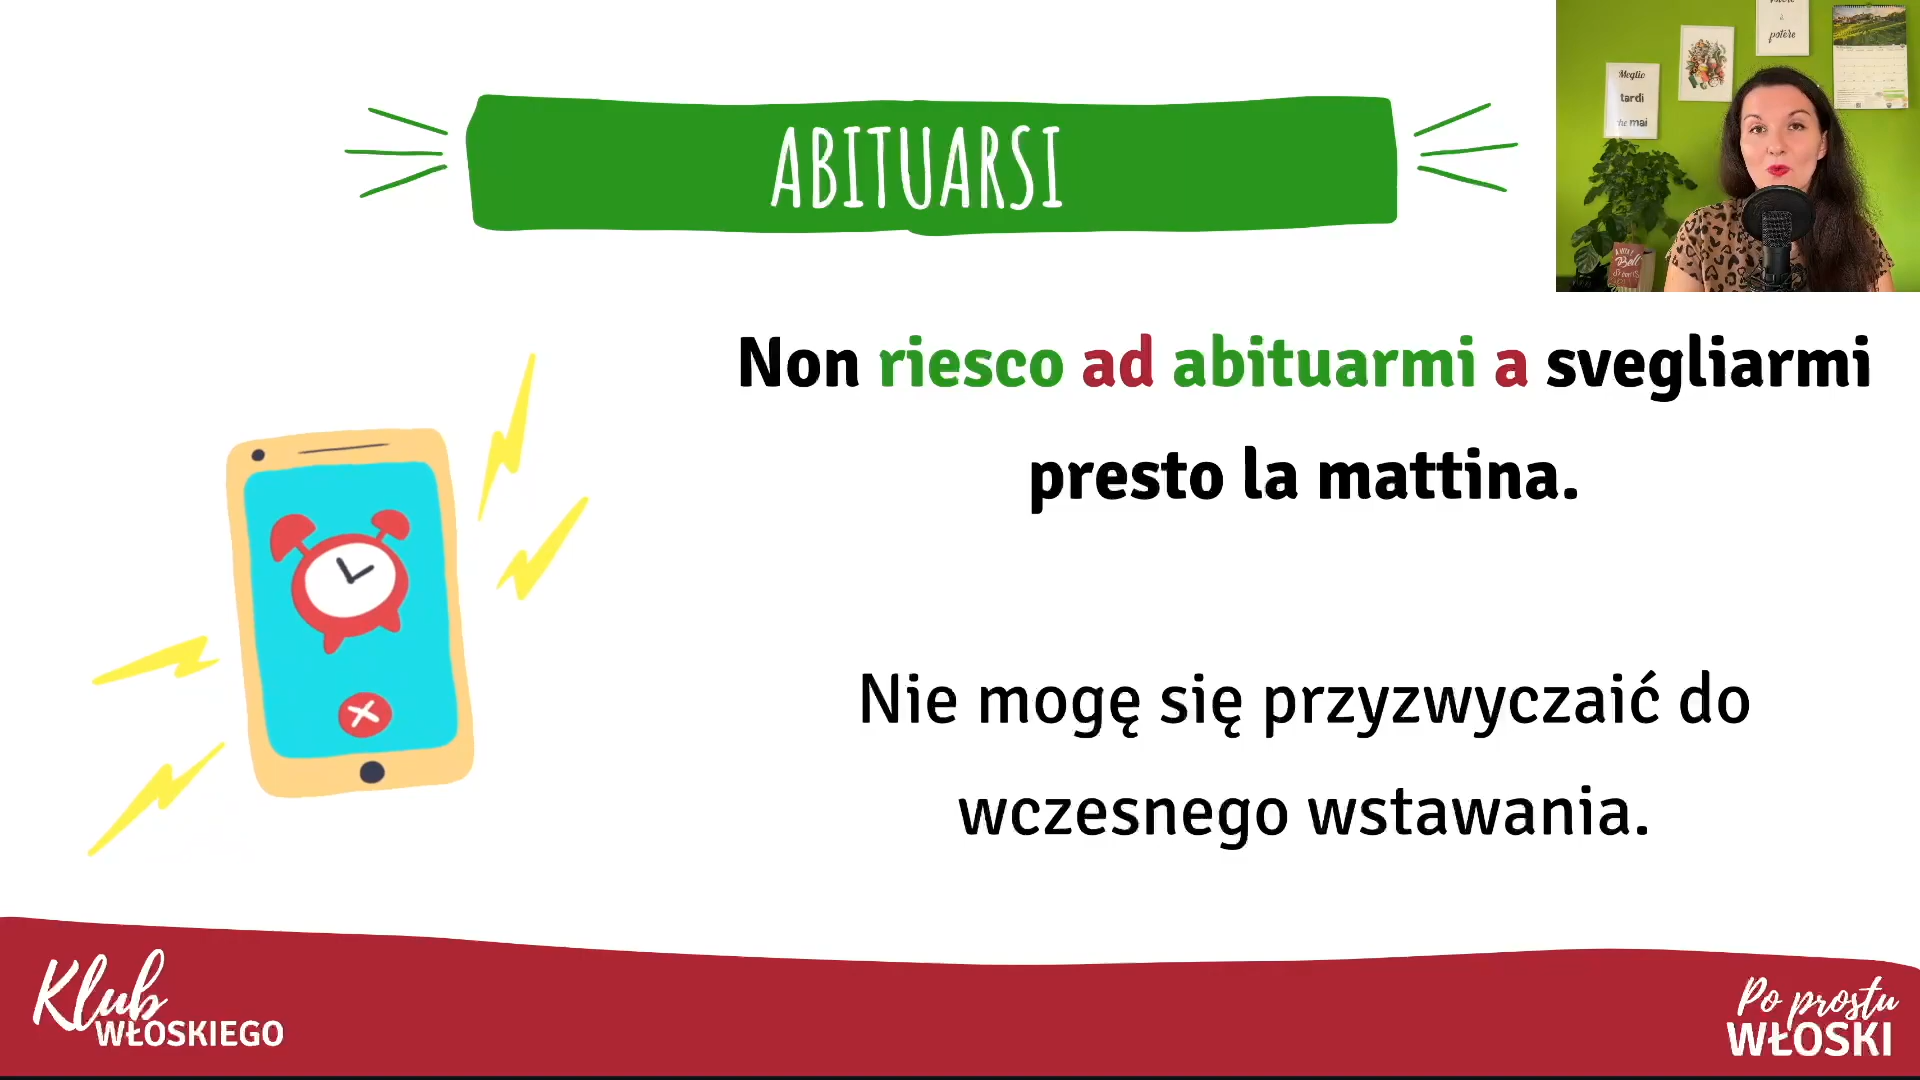 ABITUARSI
Meglio
tardi
che mai
potere
Non riesco ad abituarmi a svegliarmi
presto la mattina.
Nie mogę się przyzwyczaić do
wczesnego wstawania.
Klub
WŁOSKIEGO
Po prostu
WŁOSKI